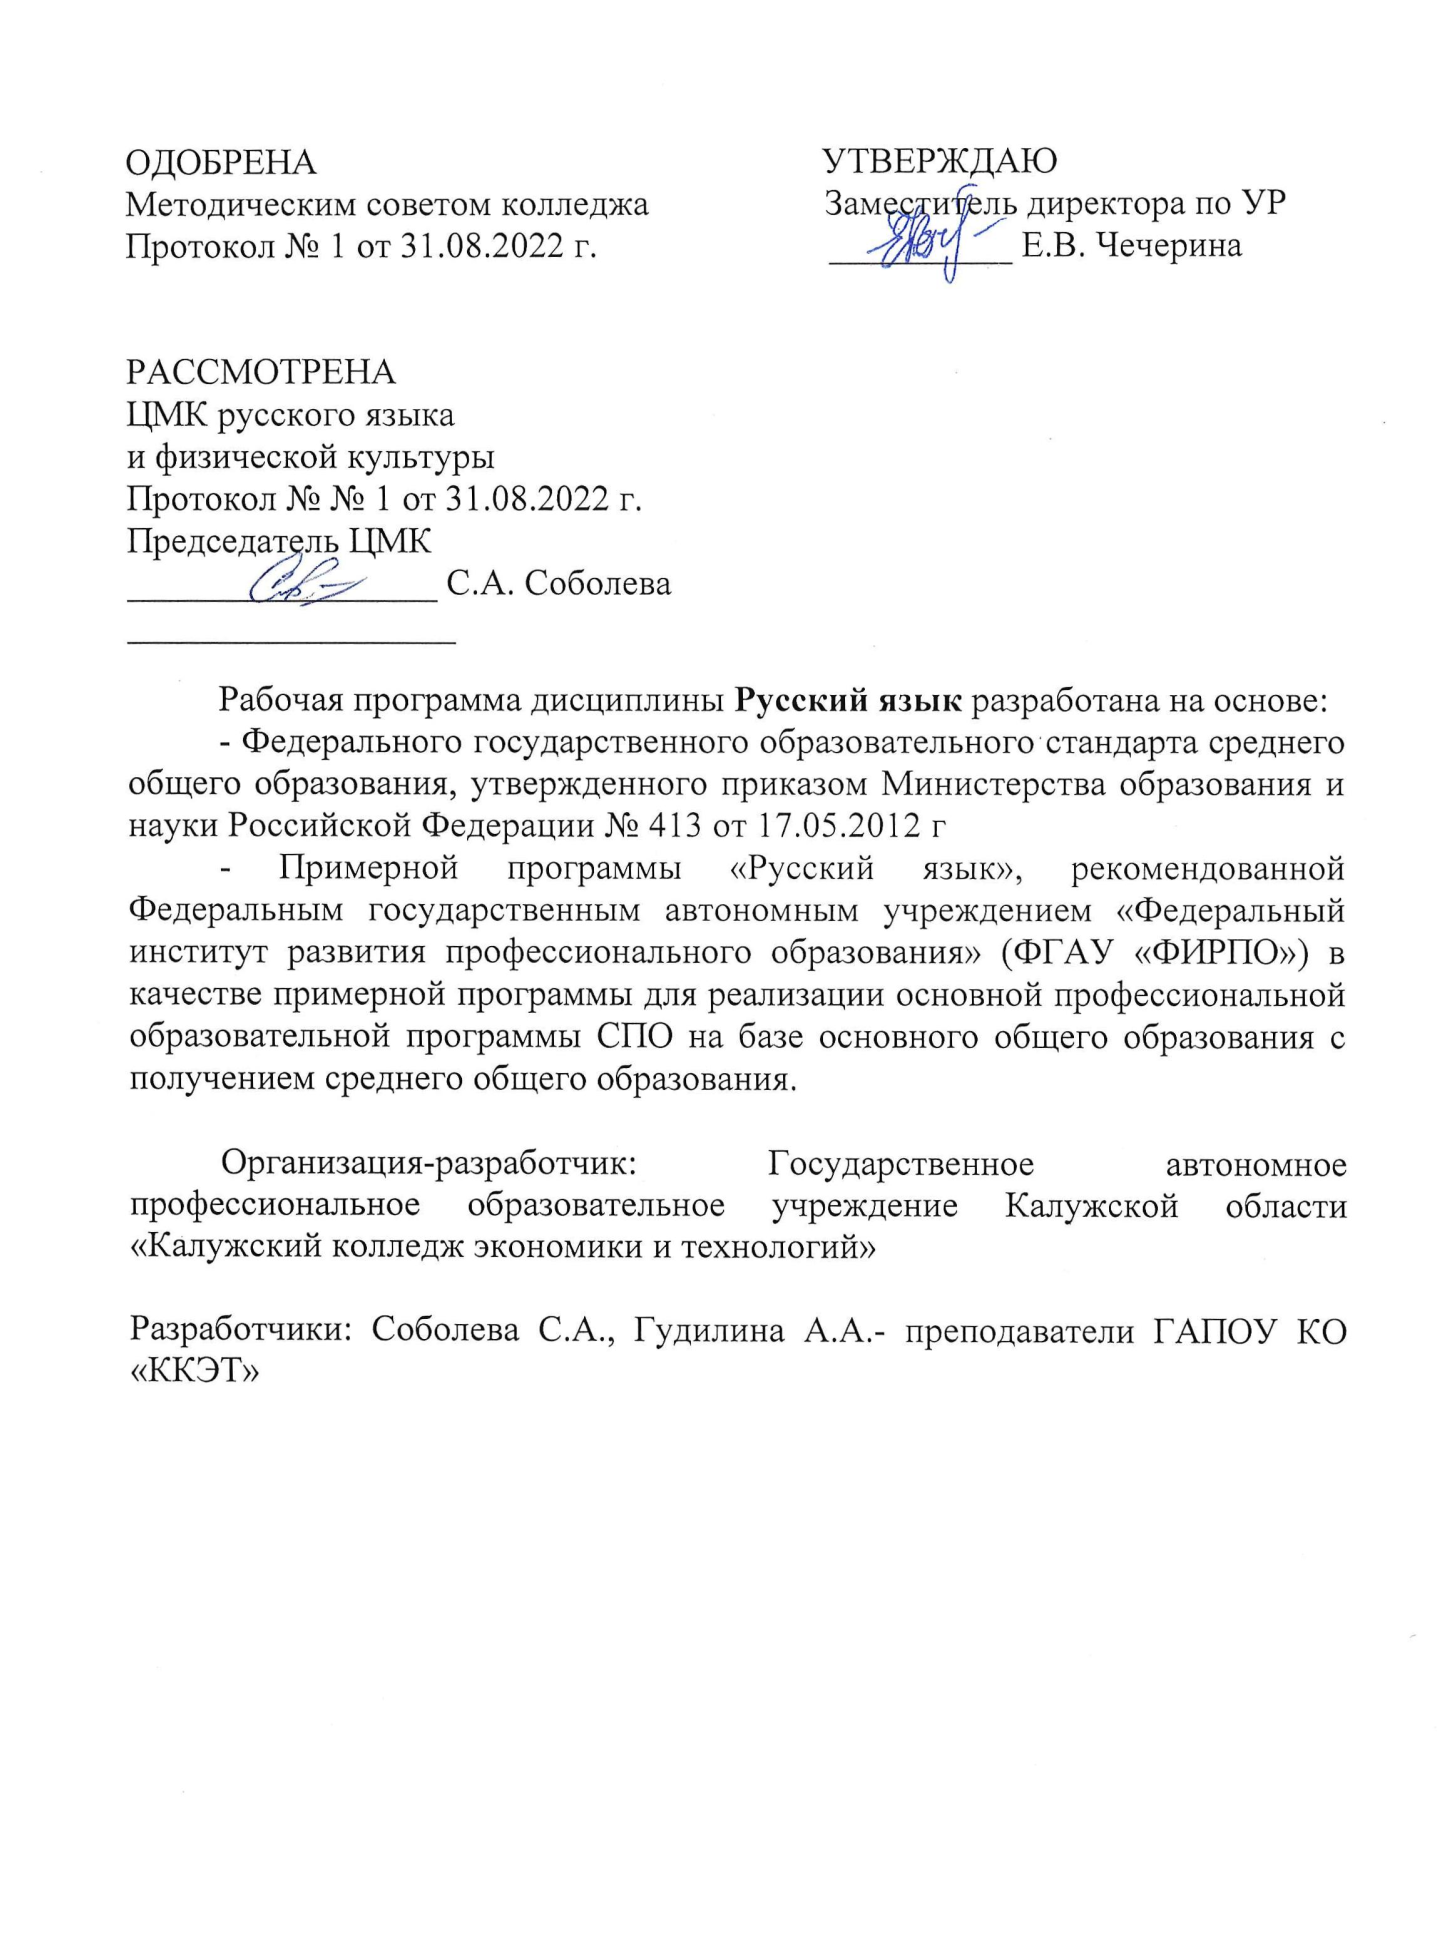 ОДОБРЕНА
Методическим советом колледжа
Протокол № 1 от 31.08.2022 г.
УТВЕРЖДАЮ
Заместитель директора по УР
____________ Е.В. Чечерина
РАССМОТРЕНА
ЦМК русского языка
и физической культуры
Протокол № № 1 от 31.08.2022 г.
Председатель ЦМК
____________________ С.А. Соболева
Рабочая программа дисциплины Русский язык разработана на основе:
- Федерального государственного образовательного стандарта среднего
общего образования, утвержденного приказом Министерства образования и
науки Российской Федерации № 413 от 17.05.2012 г
- Примерной программы «Русский язык», рекомендованной
Федеральным государственным автономным учреждением «Федеральный
институт развития профессионального образования» (ФГАУ «ФИРПО») в
качестве примерной программы для реализации основной профессиональной
образовательной программы СПО на базе основного общего образования с
получением среднего общего образования.
Организация-разработчик: Государственное автономное
профессиональное образовательное учреждение Калужской области
«Калужский колледж экономики и технологий»
Разработчики: Соболева С.А., Гудилина А.А.- преподаватели ГАПОУ КО
«ККЭТ»